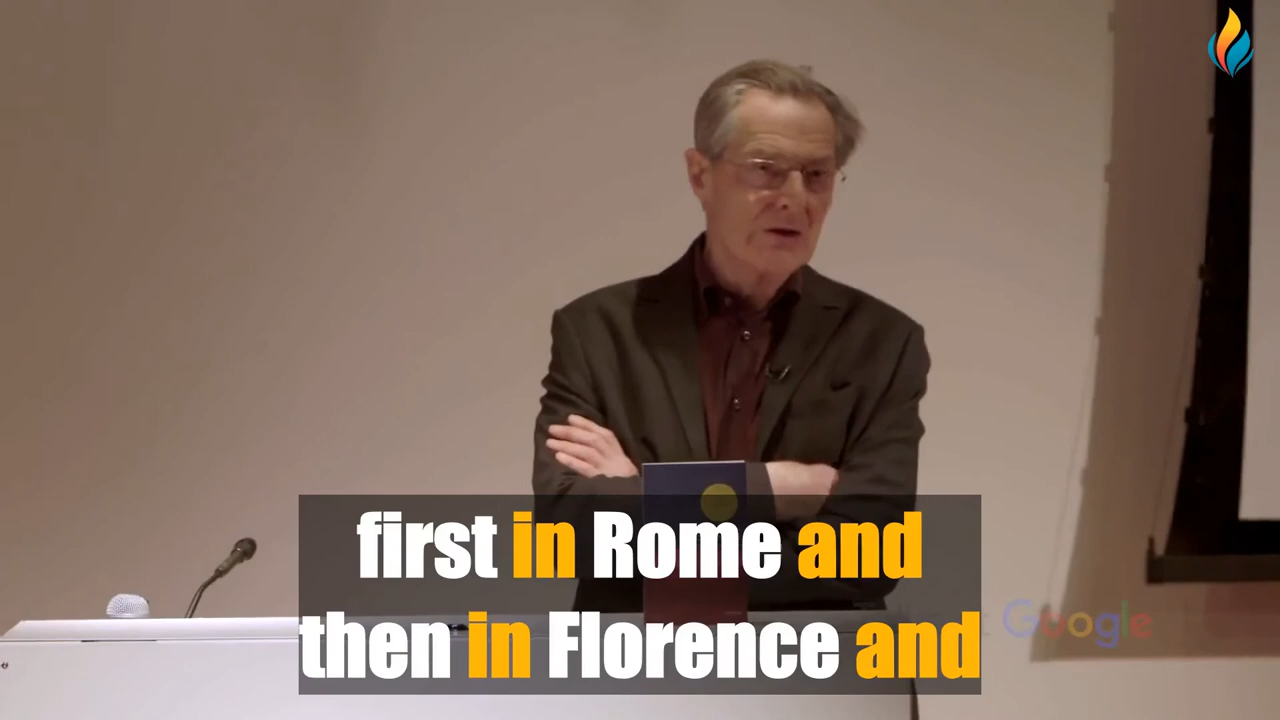 first in Rome and
then in Florence and
Google